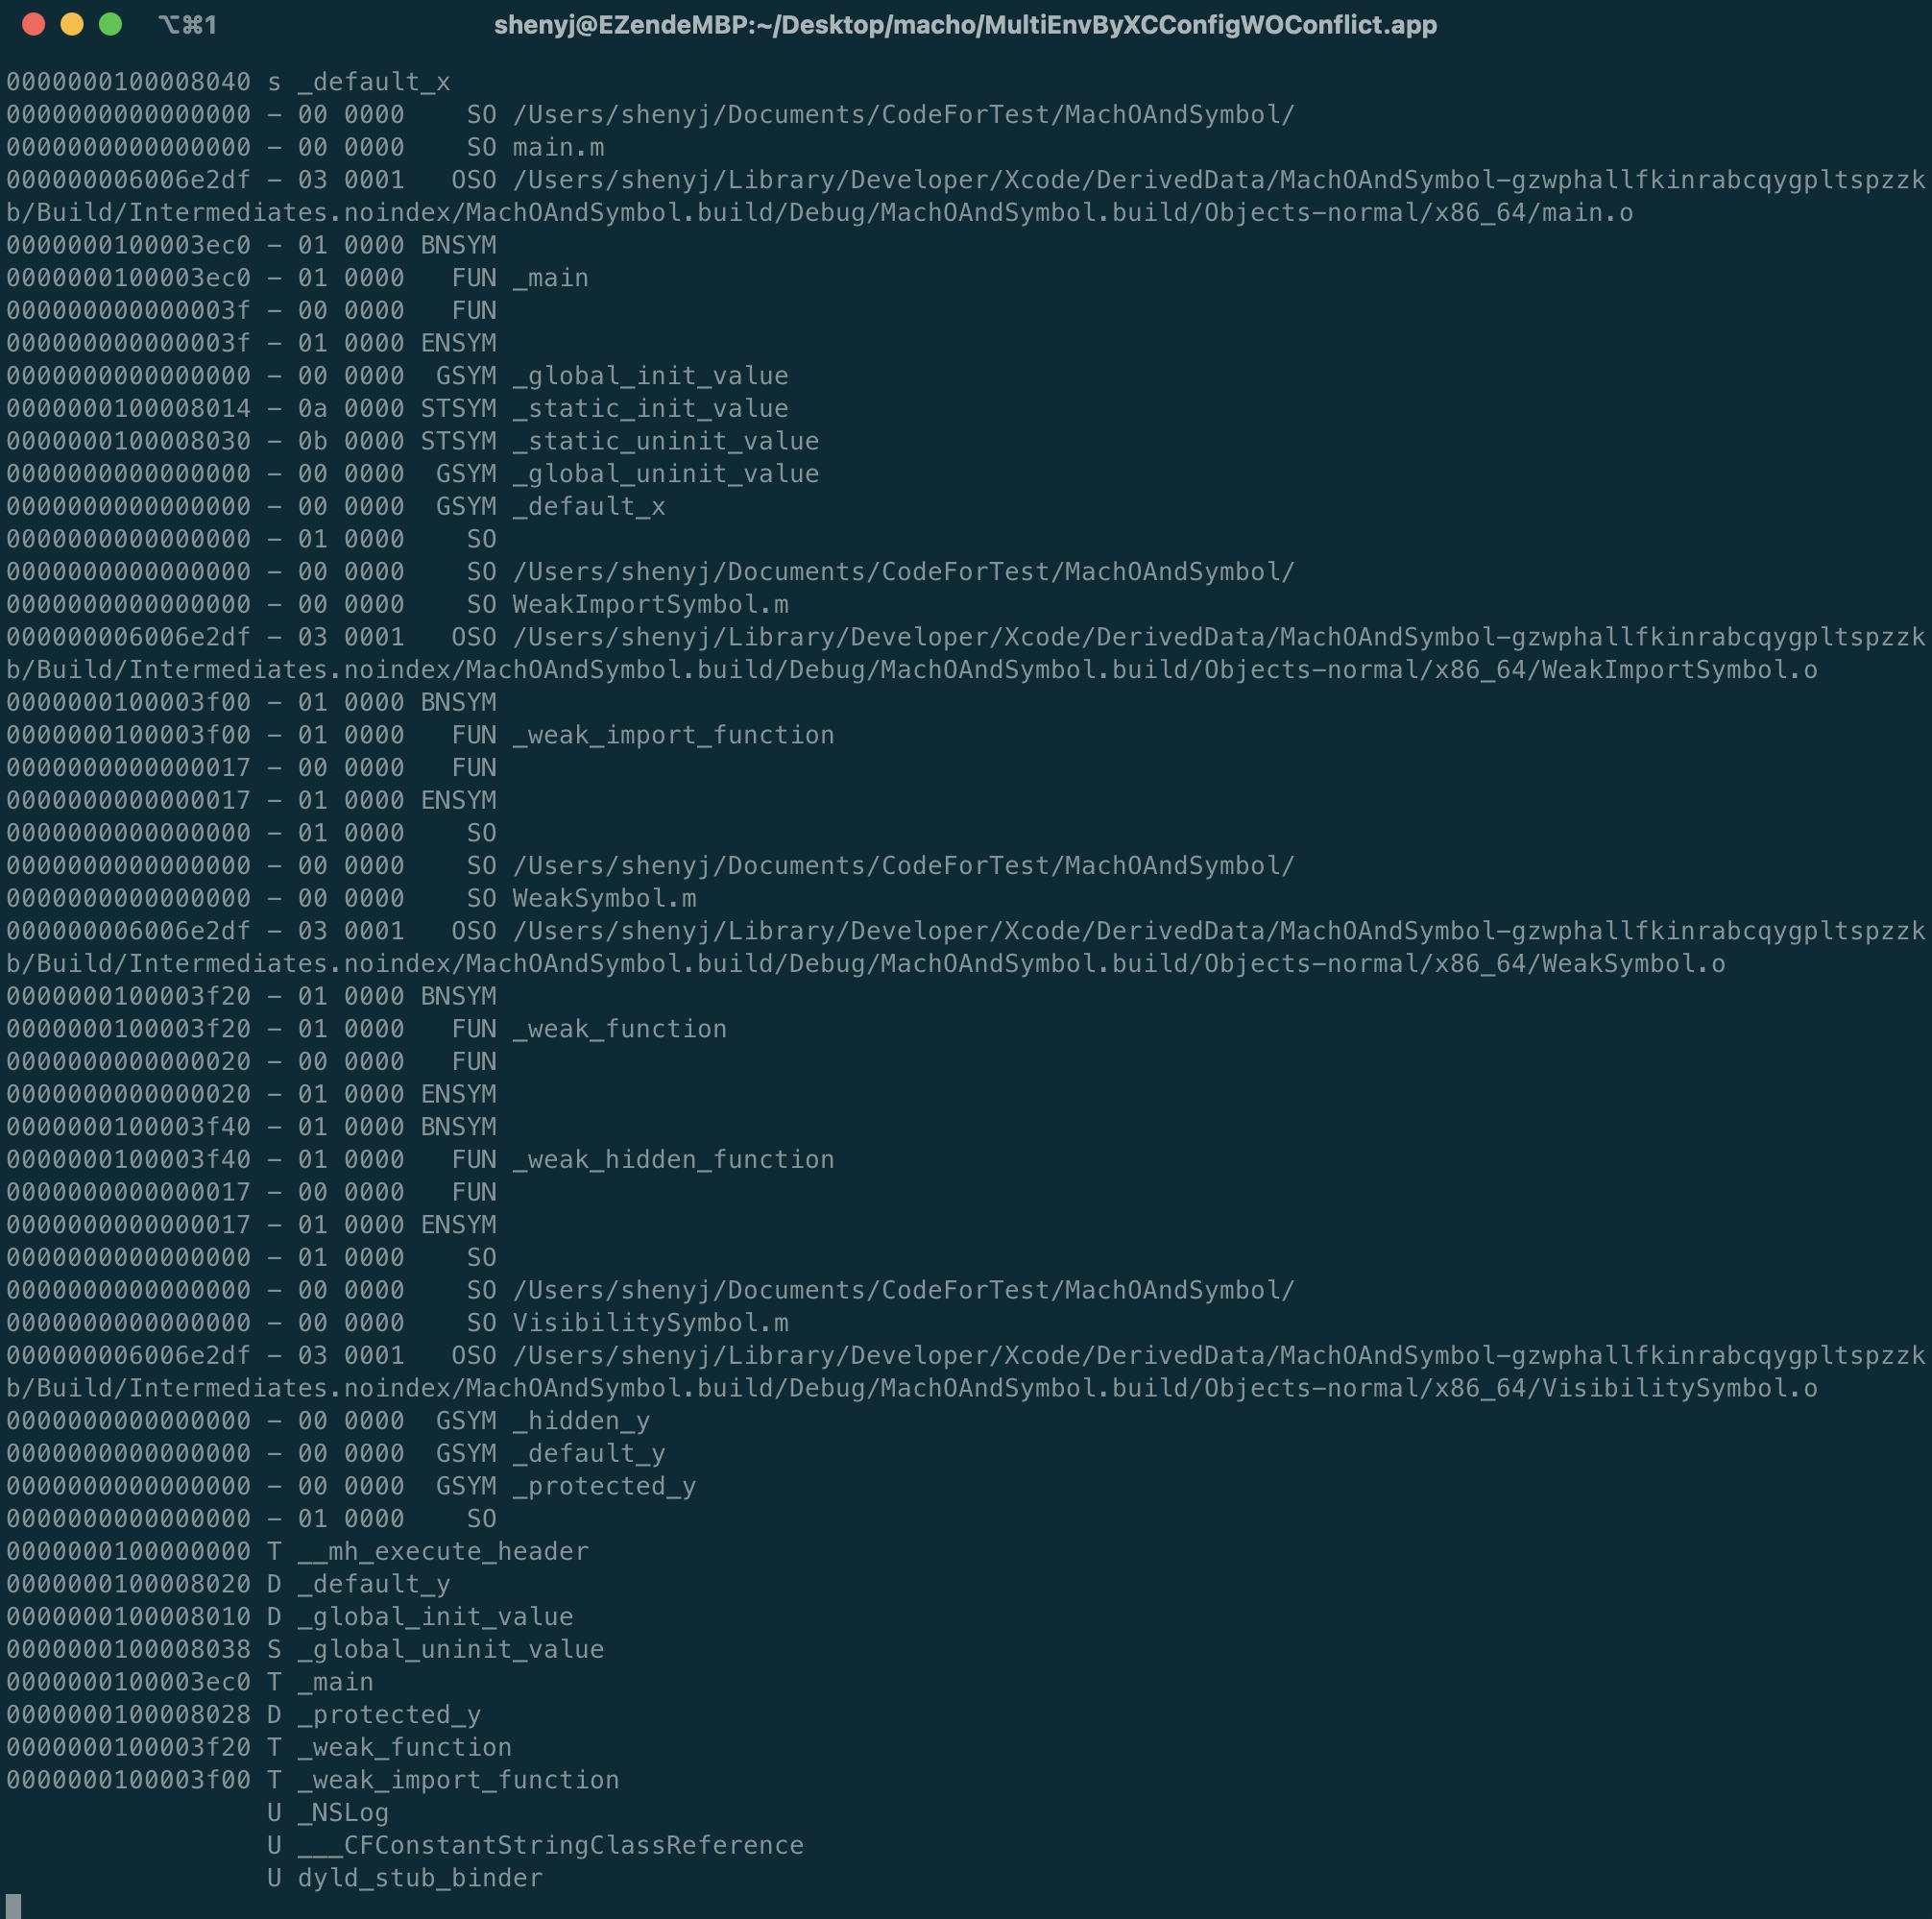 ⌥⌘1
shenyj@EZendeMBP:~/Desktop/macho/MultiEnvByXCConfigWOConflict.app
0000000100008040 s _default_x
0000000000000000 - 00 0000    SO /Users/shenyj/Documents/CodeForTest/MachOAndSymbol/
0000000000000000 - 00 0000    SO main.m
000000006006e2df - 03 0001   OSO /Users/shenyj/Library/Developer/Xcode/DerivedData/MachOAndSymbol-gzwphallfkinrabcqygpltspzzk
b/Build/Intermediates.noindex/MachOAndSymbol.build/Debug/MachOAndSymbol.build/Objects-normal/x86_64/main.o
0000000100003ec0 - 01 0000 BNSYM
0000000100003ec0 - 01 0000   FUN _main
000000000000003f - 00 0000   FUN
000000000000003f - 01 0000 ENSYM
0000000000000000 - 00 0000  GSYM _global_init_value
0000000100008014 - 0a 0000 STSYM _static_init_value
0000000100008030 - 0b 0000 STSYM _static_uninit_value
0000000000000000 - 00 0000  GSYM _global_uninit_value
0000000000000000 - 00 0000  GSYM _default_x
0000000000000000 - 01 0000    SO
0000000000000000 - 00 0000    SO /Users/shenyj/Documents/CodeForTest/MachOAndSymbol/
0000000000000000 - 00 0000    SO WeakImportSymbol.m
000000006006e2df - 03 0001   OSO /Users/shenyj/Library/Developer/Xcode/DerivedData/MachOAndSymbol-gzwphallfkinrabcqygpltspzzk
b/Build/Intermediates.noindex/MachOAndSymbol.build/Debug/MachOAndSymbol.build/Objects-normal/x86_64/WeakImportSymbol.o
0000000100003f00 - 01 0000 BNSYM
0000000100003f00 - 01 0000   FUN _weak_import_function
0000000000000017 - 00 0000   FUN
0000000000000017 - 01 0000 ENSYM
0000000000000000 - 01 0000    SO
0000000000000000 - 00 0000    SO /Users/shenyj/Documents/CodeForTest/MachOAndSymbol/
0000000000000000 - 00 0000    SO WeakSymbol.m
000000006006e2df - 03 0001   OSO /Users/shenyj/Library/Developer/Xcode/DerivedData/MachOAndSymbol-gzwphallfkinrabcqygpltspzzk
b/Build/Intermediates.noindex/MachOAndSymbol.build/Debug/MachOAndSymbol.build/Objects-normal/x86_64/WeakSymbol.o
0000000100003f20 - 01 0000 BNSYM
0000000100003f20 - 01 0000   FUN _weak_function
0000000000000020 - 00 0000   FUN
0000000000000020 - 01 0000 ENSYM
0000000100003f40 - 01 0000 BNSYM
0000000100003f40 - 01 0000   FUN _weak_hidden_function
0000000000000017 - 00 0000   FUN
0000000000000017 - 01 0000 ENSYM
0000000000000000 - 01 0000    SO
0000000000000000 - 00 0000    SO /Users/shenyj/Documents/CodeForTest/MachOAndSymbol/
0000000000000000 - 00 0000    SO VisibilitySymbol.m
000000006006e2df - 03 0001   OSO /Users/shenyj/Library/Developer/Xcode/DerivedData/MachOAndSymbol-gzwphallfkinrabcqygpltspzzk
b/Build/Intermediates.noindex/MachOAndSymbol.build/Debug/MachOAndSymbol.build/Objects-normal/x86_64/VisibilitySymbol.o
0000000000000000 - 00 0000  GSYM _hidden_y
0000000000000000 - 00 0000  GSYM _default_y
0000000000000000 - 00 0000  GSYM _protected_y
0000000000000000 - 01 0000    SO
0000000100000000 T __mh_execute_header
0000000100008020 D _default_y
0000000100008010 D _global_init_value
0000000100008038 S _global_uninit_value
0000000100003ec0 T _main
0000000100008028 D _protected_y
0000000100003f20 T _weak_function
0000000100003f00 T _weak_import_function
                 U _NSLog
                 U ___CFConstantStringClassReference
                 U dyld_stub_binder